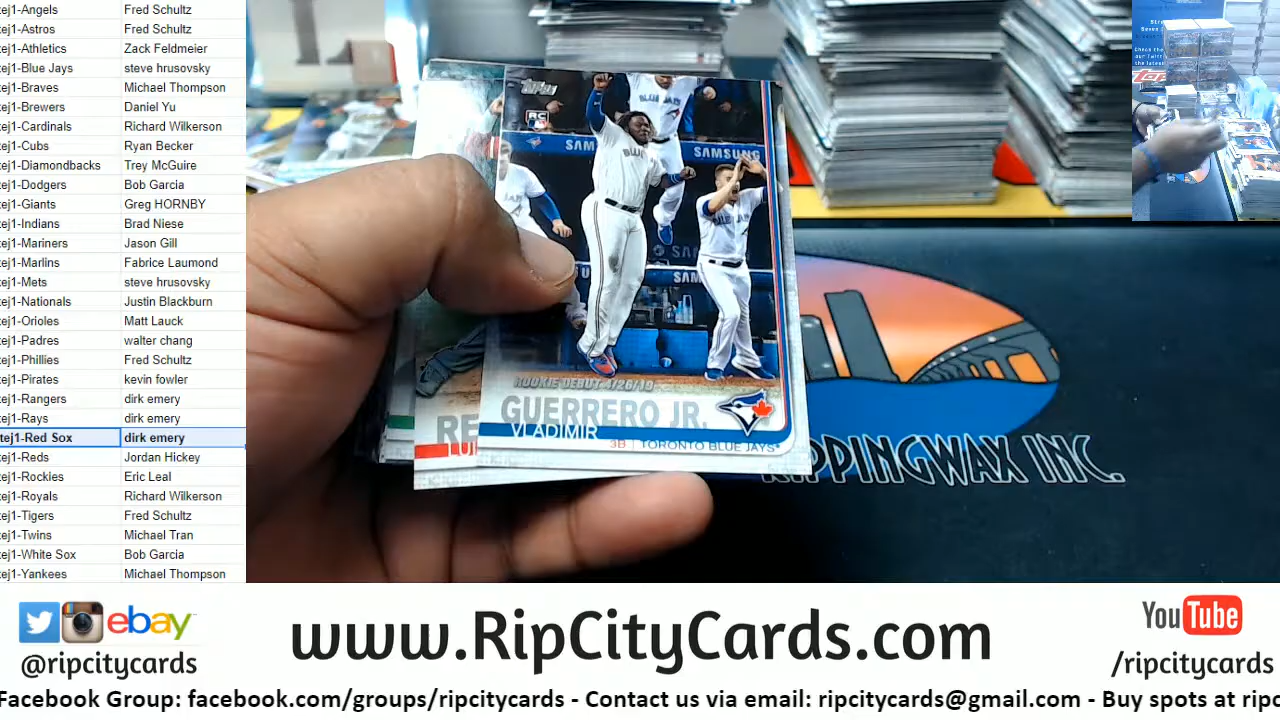 tej1-Angels Fred Schultz
tej1-Astros Fred Schultz
tej1-Athletics Zack Feldmeier
tej1-Blue Jays steve hrusovsky
tej1-Braves Michael Thompson
tej1-Brewers Daniel Yu
tej1-Cardinals Richard Wilkerson
tej1-Cubs Ryan Becker
tej1-Diamondbacks Trey McGuire
tej1-Dodgers Bob Garcia
tej1-Giants Greg HORNBY
tej1-Indians Brad Niese
tej1-Mariners Jason Gill
tej1-Marlins Fabrice Laumond
tej1-Mets steve hrusovsky
tej1-Nationals Justin Blackburn
tej1-Orioles Matt Lauck
tej1-Padres walter chang
tej1-Phillies Fred Schultz
tej1-Pirates kevin fowler
tej1-Rangers dirk emery
tej1-Rays dirk emery
tej1-Red Sox dirk emery
tej1-Reds Jordan Hickey
tej1-Rockies Eric Leal
tej1-Royals Richard Wilkerson
tej1-Tigers Fred Schultz
tej1-Twins Michael Tran
tej1-White Sox Bob Garcia
tej1-Yankees Michael Thompson
Topps
RC
BLUE JAYS
SAMSUNG
ROOKIE DEBUT 4/26/19
GUERRERO JR.
VLADIMIR
3B | TORONTO BLUE JAYS
RE
LUI
RIPPINGWAX INC.
ebay
@ripcitycards
www.RipCityCards.com
YouTube
/ripcitycards
Facebook Group: facebook.com/groups/ripcitycards - Contact us via email: ripcitycards@gmail.com - Buy spots at ripc